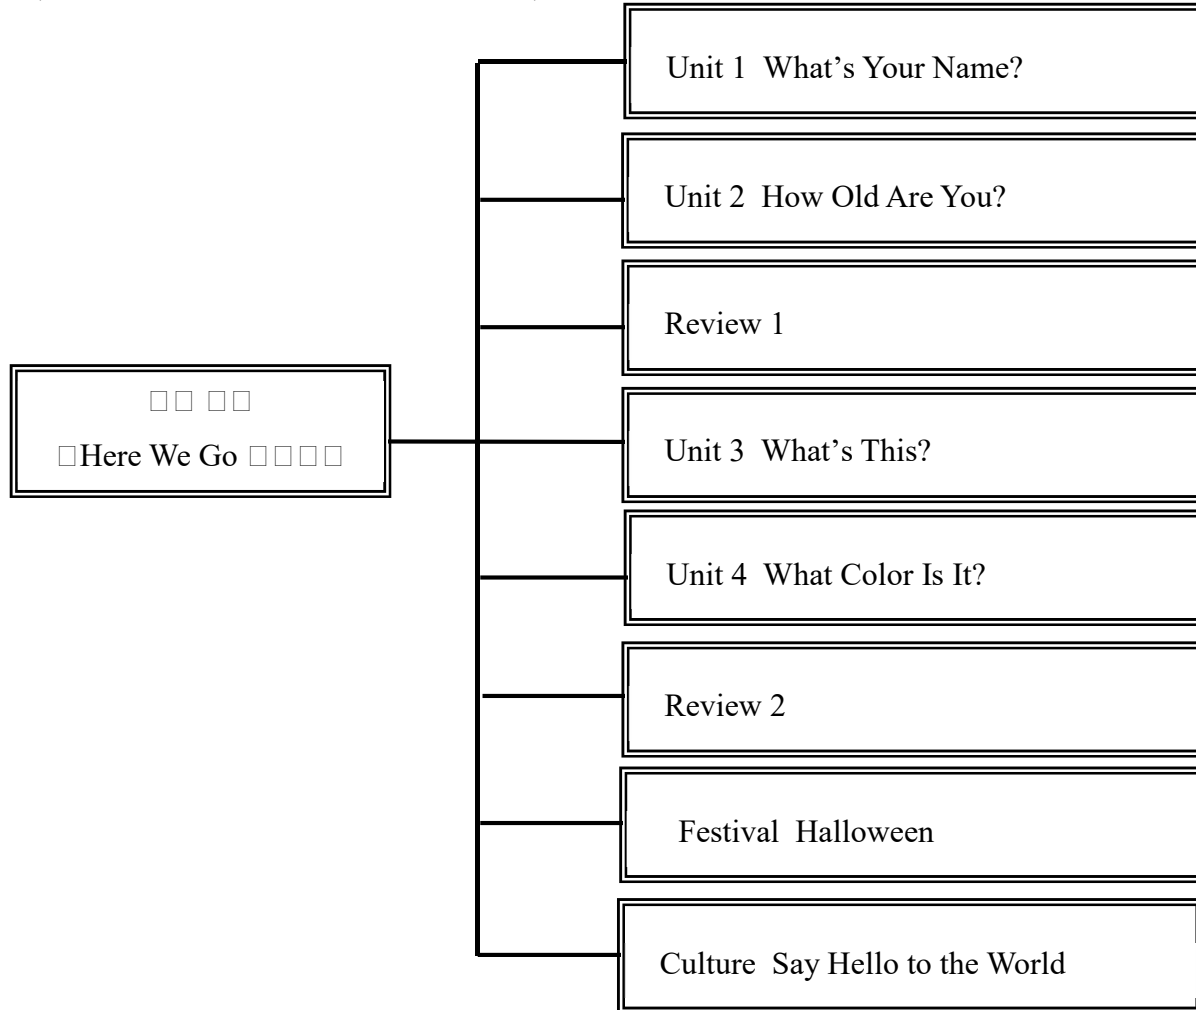 Unit 1 What's Your Name?
Unit 2 How Old Are You?
Review 1
Here We Go
Unit 3 What's This?
Unit 4 What Color Is It?
Review 2
Festival Halloween
Culture Say Hello to the World